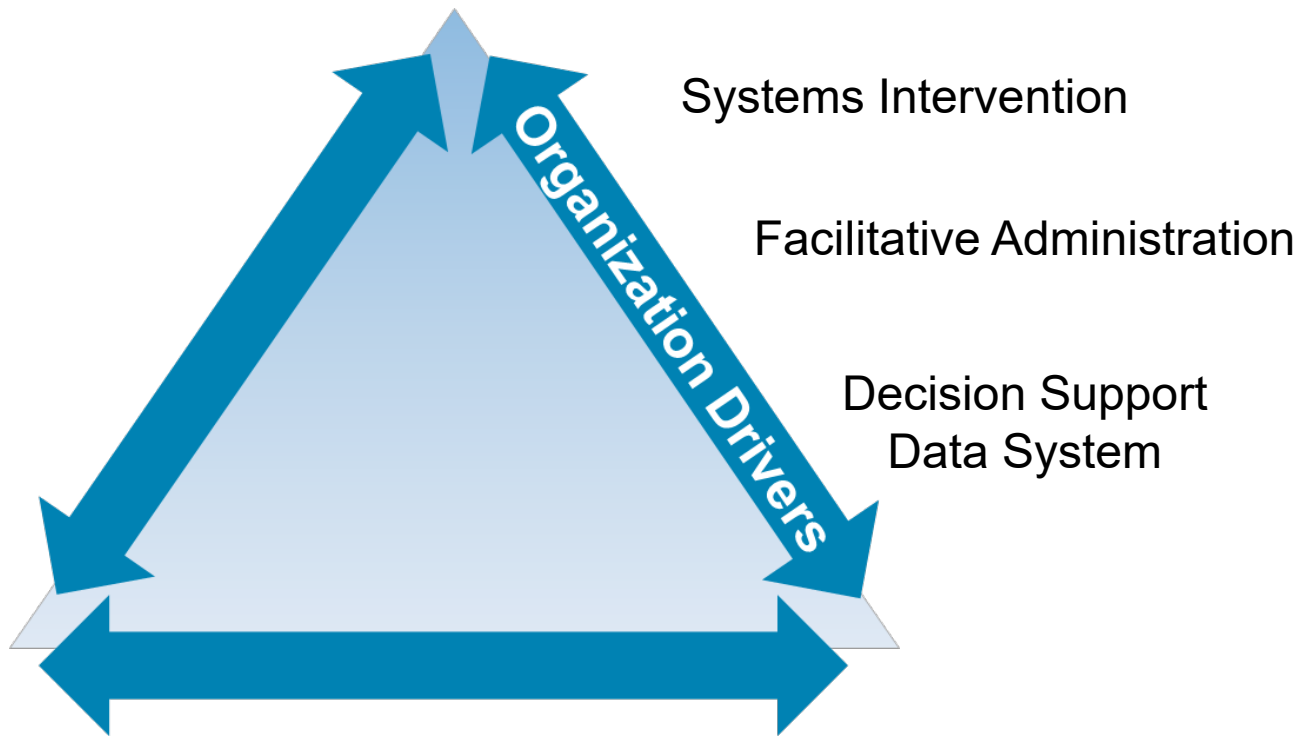 Systems Intervention
Organization Drivers
Facilitative Administration
Decision Support
Data System